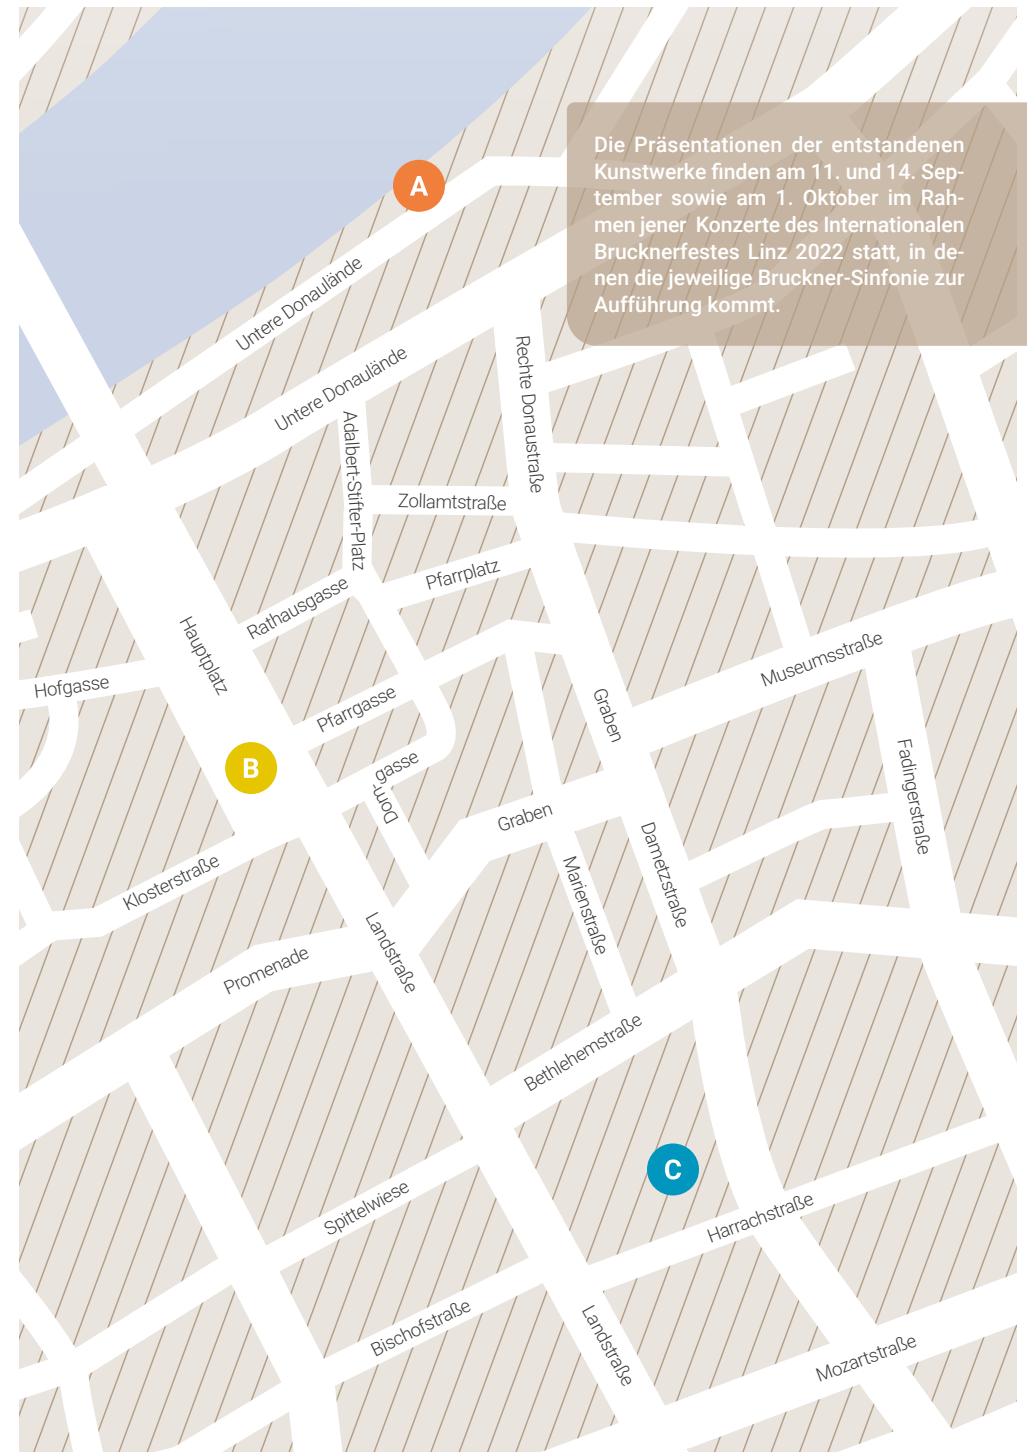 A
Die Präsentationen der entstandenen
Kunstwerke finden am 11. und 14. Sep-
tember sowie am 1. Oktober im Rah-
men jener Konzerte des Internationalen
Brucknerfestes Linz 2022 statt, in de-
nen die jeweilige Bruckner-Sinfonie zur
Aufführung kommt.
Untere Donaulände
Untere Donaulände
Rechte Donaustraße
Adalbert-Stifter-Platz
Zollamtstraße
Pfarrplatz
Rathausgasse
Hauptplatz
Hofgasse
Museumsstraße
Pfarrgasse
Graben
B
Dom-
gasse
Fadingerstraße
Graben
Dametzstraße
Klosterstraße
Marienstraße
Landstraße
Promenade
Bethlehemstraße
C
Spittelwiese
Harrachstraße
Bischofstraße
Landstraße
Mozartstraße